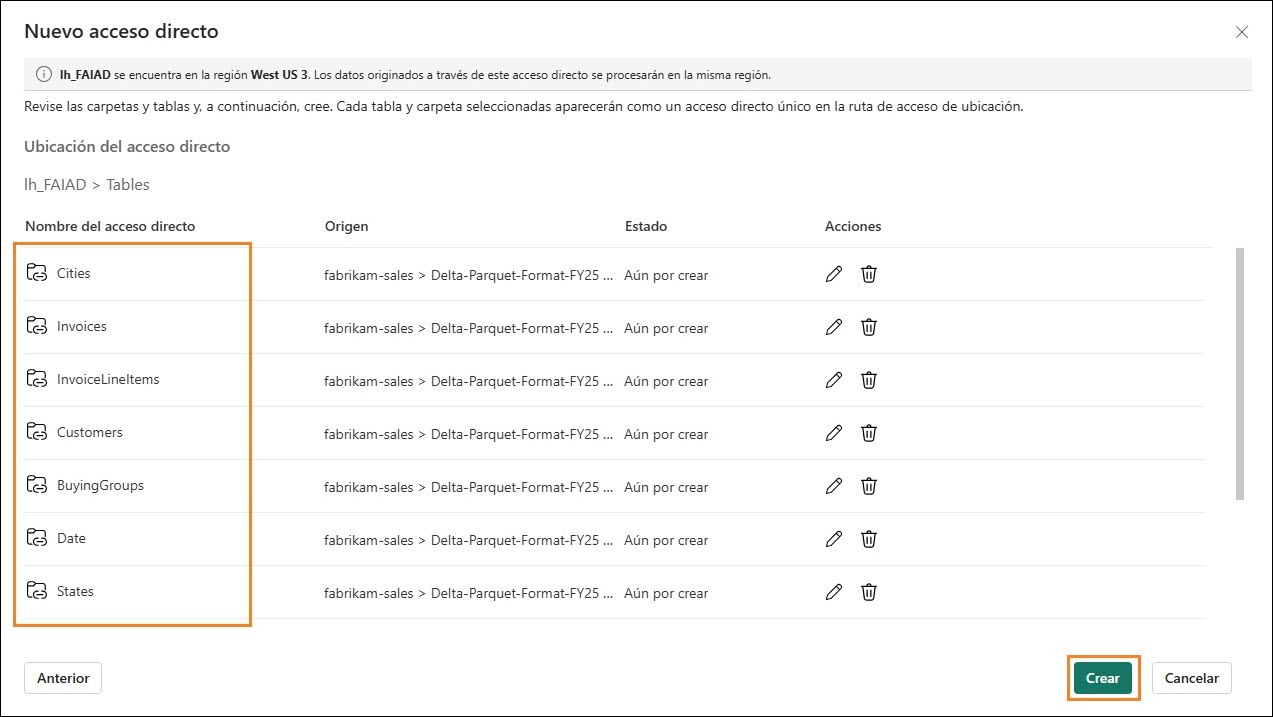 Nuevo acceso directo
lh_FAIAD se encuentra en la región West US 3. Los datos originados a través de este acceso directo se procesarán en la misma región.
Revise las carpetas y tablas y, a continuación, cree. Cada tabla y carpeta seleccionadas aparecerán como un acceso directo único en la ruta de acceso de ubicación.
Ubicación del acceso directo
lh_FAIAD > Tables
Nombre del acceso directo Origen Estado Acciones
Cities fabrikam-sales > Delta-Parquet-Format-FY25 ... Aún por crear
Invoices fabrikam-sales > Delta-Parquet-Format-FY25 ... Aún por crear
InvoiceLineItems fabrikam-sales > Delta-Parquet-Format-FY25 ... Aún por crear
Customers fabrikam-sales > Delta-Parquet-Format-FY25 ... Aún por crear
BuyingGroups fabrikam-sales > Delta-Parquet-Format-FY25 ... Aún por crear
Date fabrikam-sales > Delta-Parquet-Format-FY25 ... Aún por crear
States fabrikam-sales > Delta-Parquet-Format-FY25 ... Aún por crear
Anterior Crear Cancelar